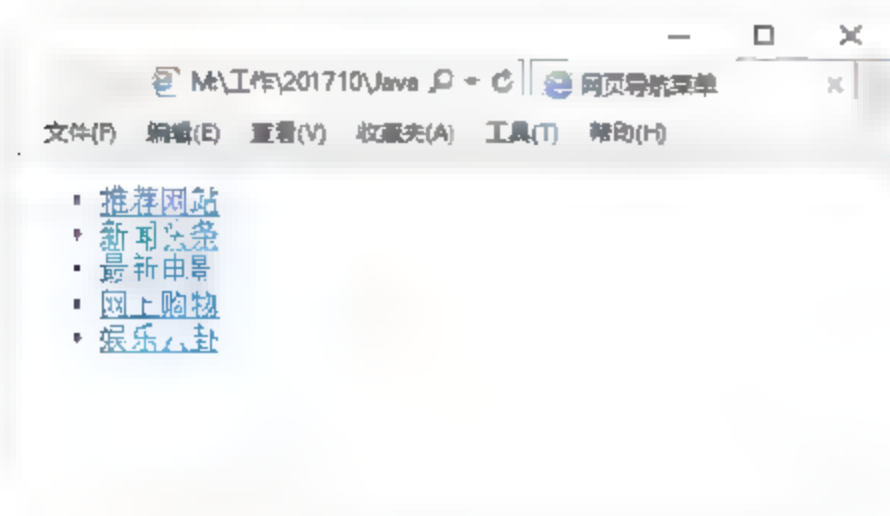 M:\工作\201710\Java 网页导航菜单
文件(F) 编辑(E) 查看(V) 收藏夹(A) 工具(T) 帮助(H)
推荐网站
新闻头条
最新电影
网上购物
娱乐八卦